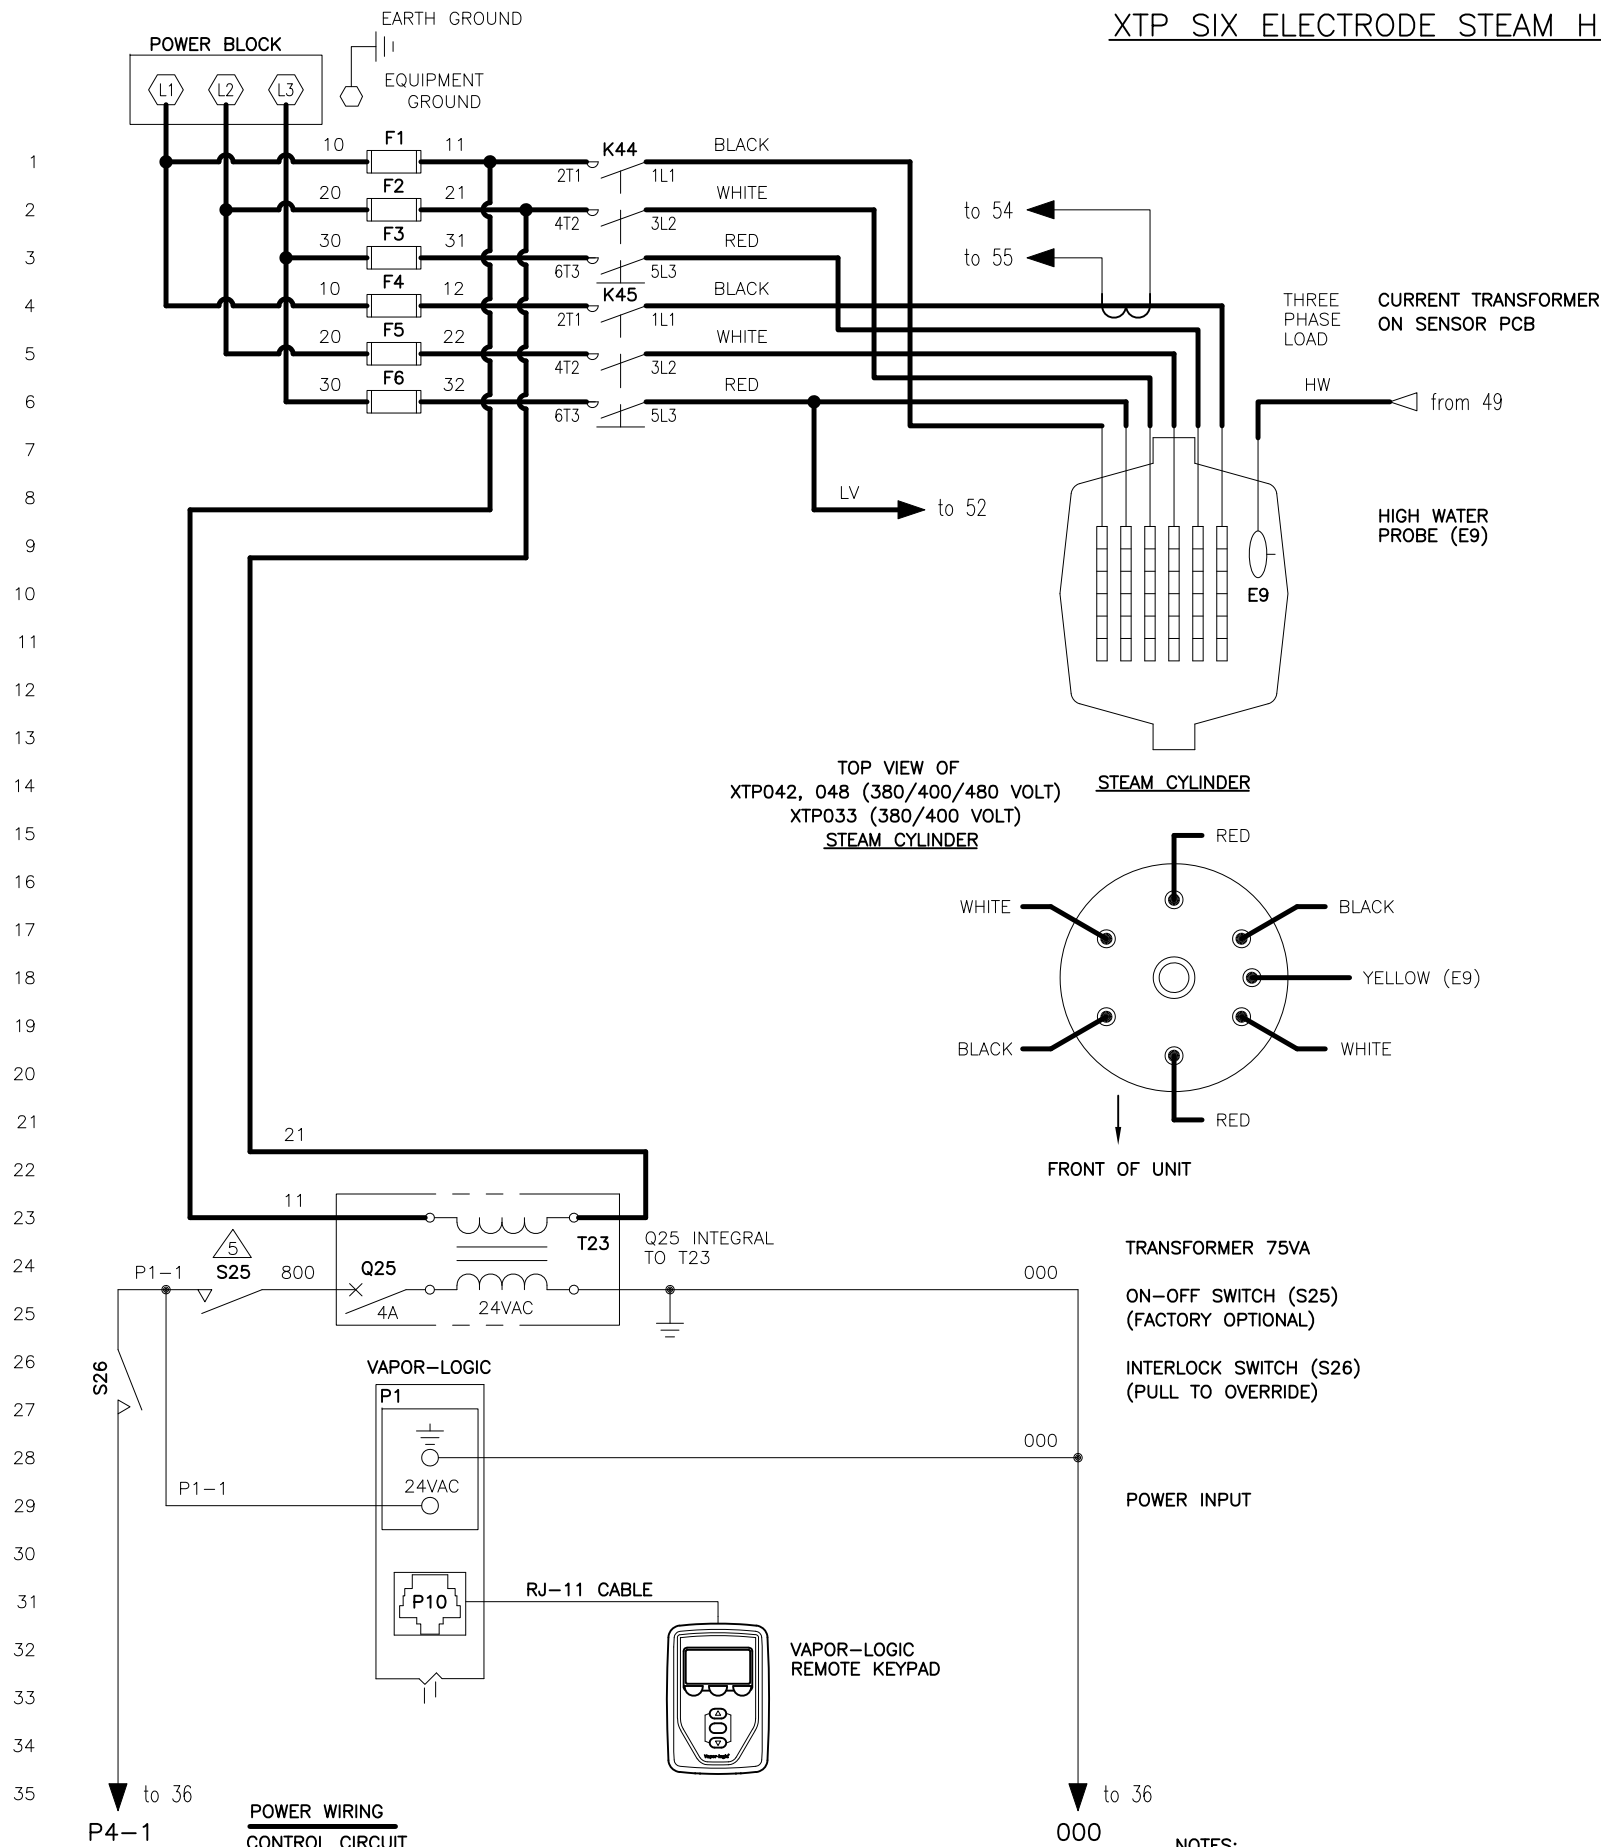 XTP SIX ELECTRODE STEAM H
EARTH GROUND
POWER BLOCK
L1 L2 L3
EQUIPMENT
GROUND
1 10 F1 11 K44 BLACK
2T1 1L1
2 20 F2 21 WHITE to 54
4T2 3L2
3 30 F3 31 RED to 55
6T3 5L3
4 10 F4 12 K45 BLACK
2T1 1L1
THREE
PHASE
LOAD
CURRENT TRANSFORMER
ON SENSOR PCB
5 20 F5 22 WHITE
4T2 3L2
6 30 F6 32 RED HW from 49
6T3 5L3
7
8 LV to 52
HIGH WATER
PROBE (E9)
9
10 E9
11
12
13
TOP VIEW OF
XTP042, 048 (380/400/480 VOLT)
XTP033 (380/400 VOLT)
STEAM CYLINDER
14 STEAM CYLINDER
15 RED
16
WHITE BLACK
17
18 YELLOW (E9)
19
BLACK WHITE
20
21 RED
21
22 FRONT OF UNIT
11
23
T23
Q25 INTEGRAL
TO T23
TRANSFORMER 75VA
5
24 P1-1 S25 800 Q25 000
4A 24VAC
25
ON-OFF SWITCH (S25)
(FACTORY OPTIONAL)
26 S26 VAPOR-LOGIC
INTERLOCK SWITCH (S26)
(PULL TO OVERRIDE)
27 P1
28 000
P1-1 24VAC
29 POWER INPUT
30
31 P10 RJ-11 CABLE
32 VAPOR-LOGIC
REMOTE KEYPAD
33
34
Vapor-logic
35 to 36 to 36
POWER WIRING
P4-1 000
CONTROL CIRCUIT
NOTES: